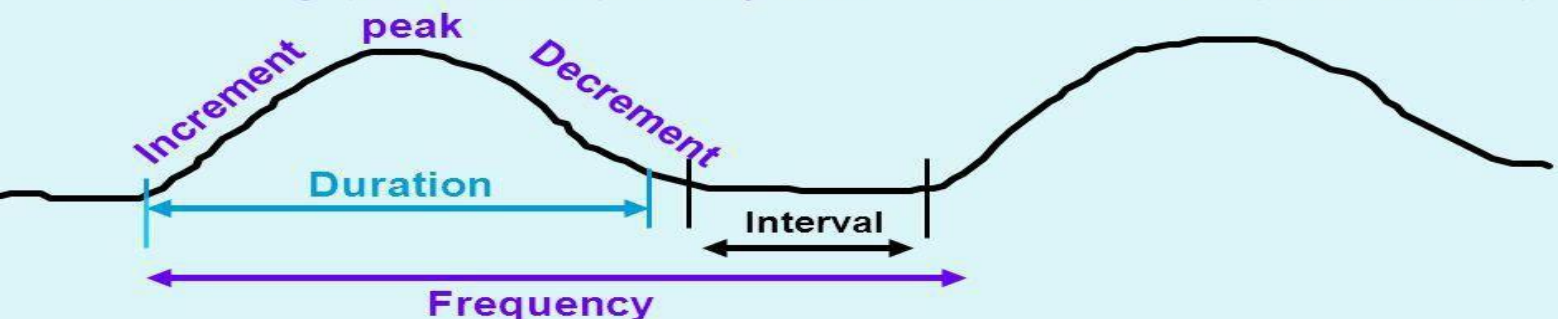 peak
Increment
Decrement
Duration
Interval
Frequency